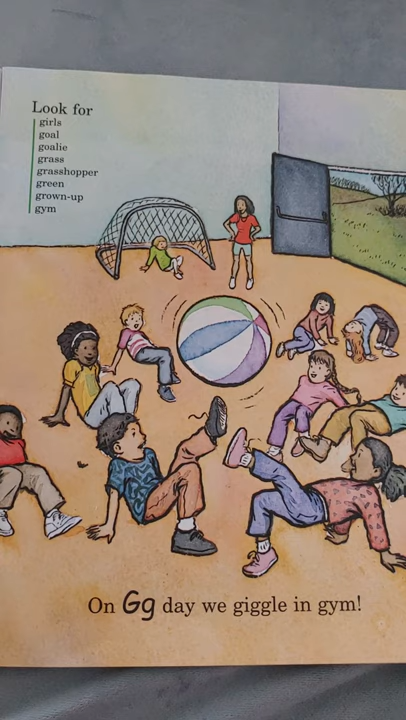 Look for
girls
goal
goalie
grass
grasshopper
green
grown-up
gym
On Gg day we giggle in gym!